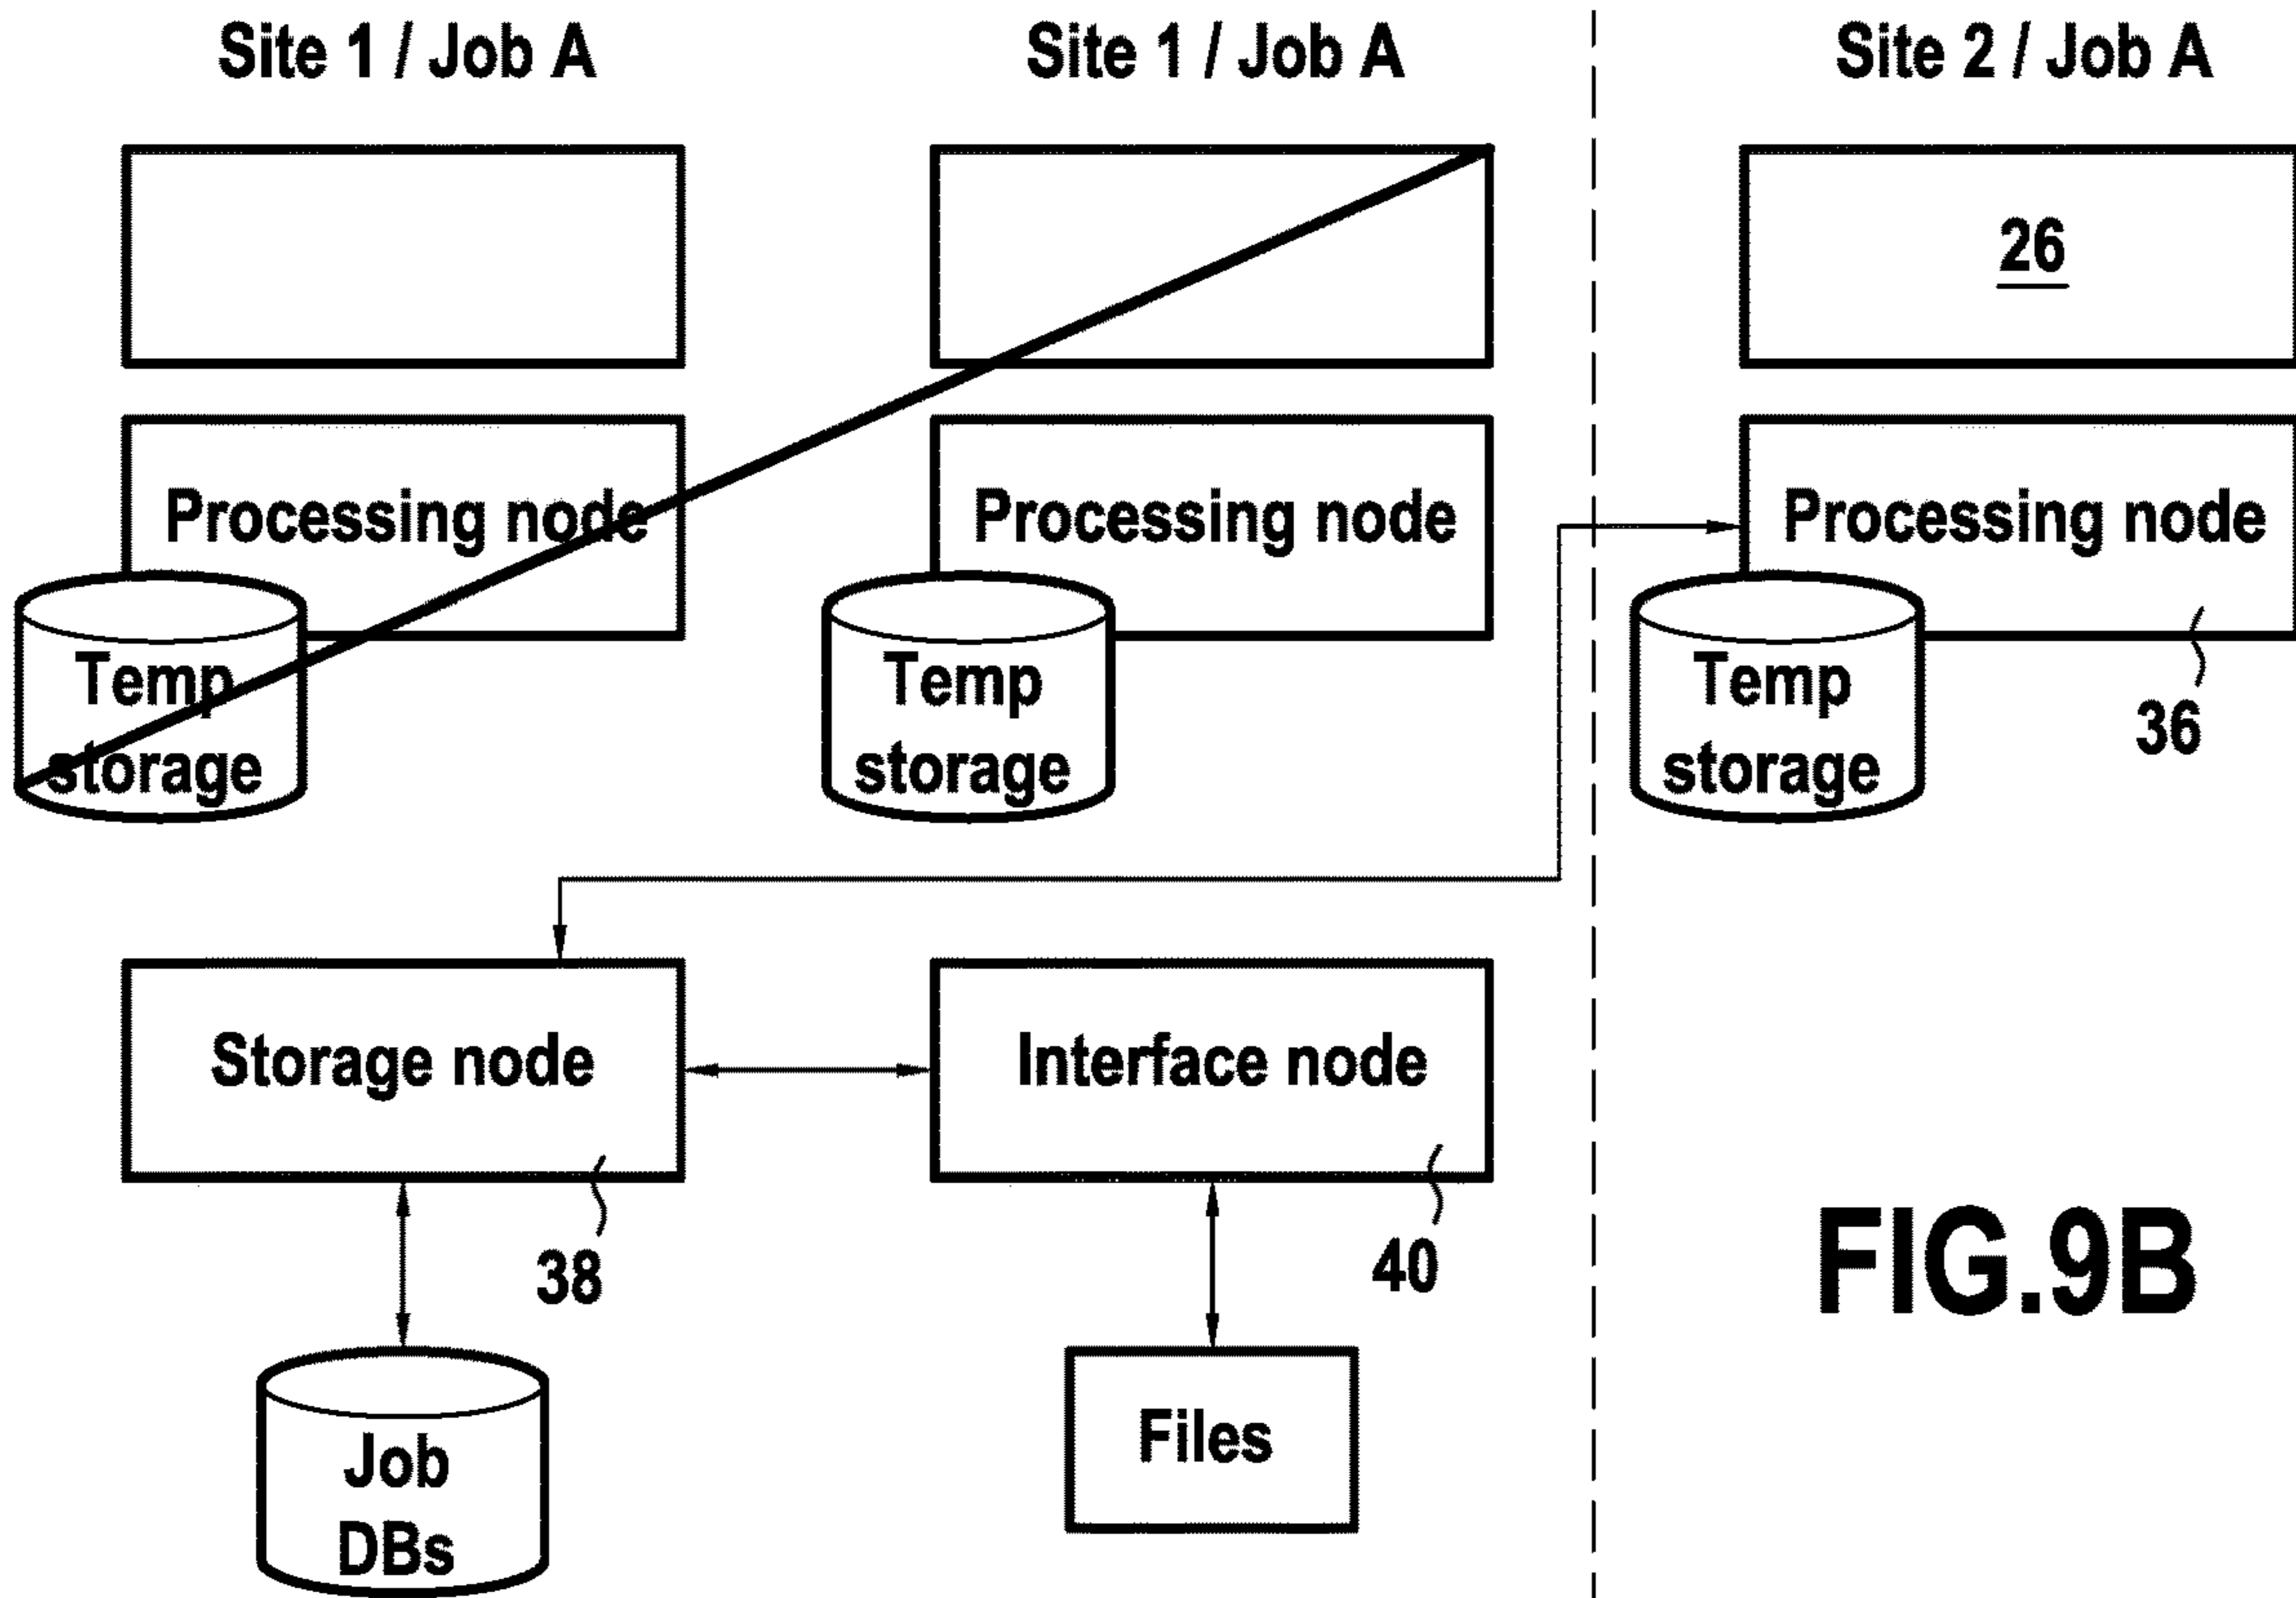 Site 1 / Job A
Site 1 / Job A
Site 2 / Job A
26
Processing node
Processing node
Processing node
Temp
storage
Temp
storage
Temp
storage
36
Storage node
Interface node
38
40
Job
DBs
Files
FIG.9B